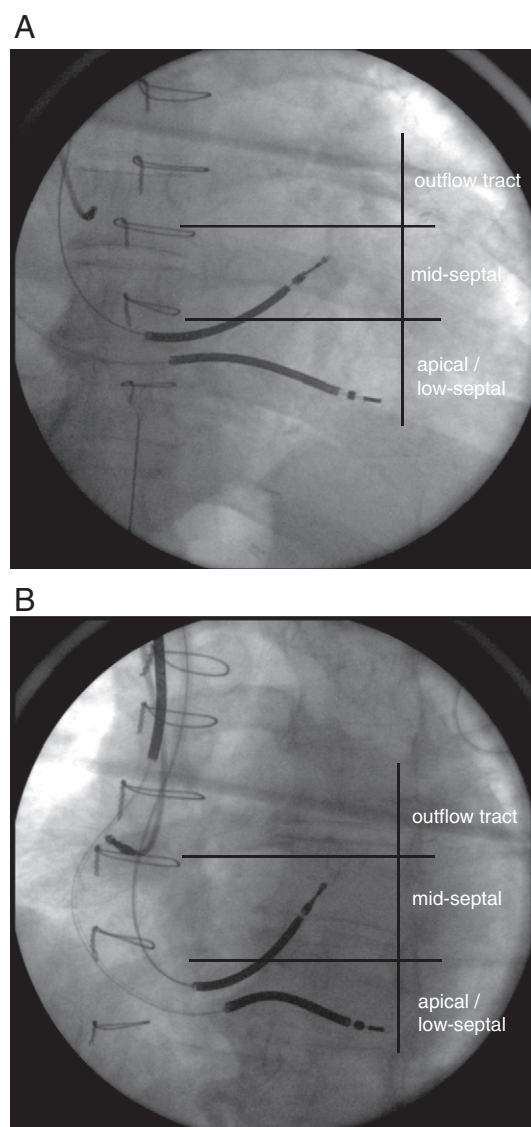 A
outflow tract
mid-septal
apical /
low-septal
B
outflow tract
mid-septal
apical /
low-septal